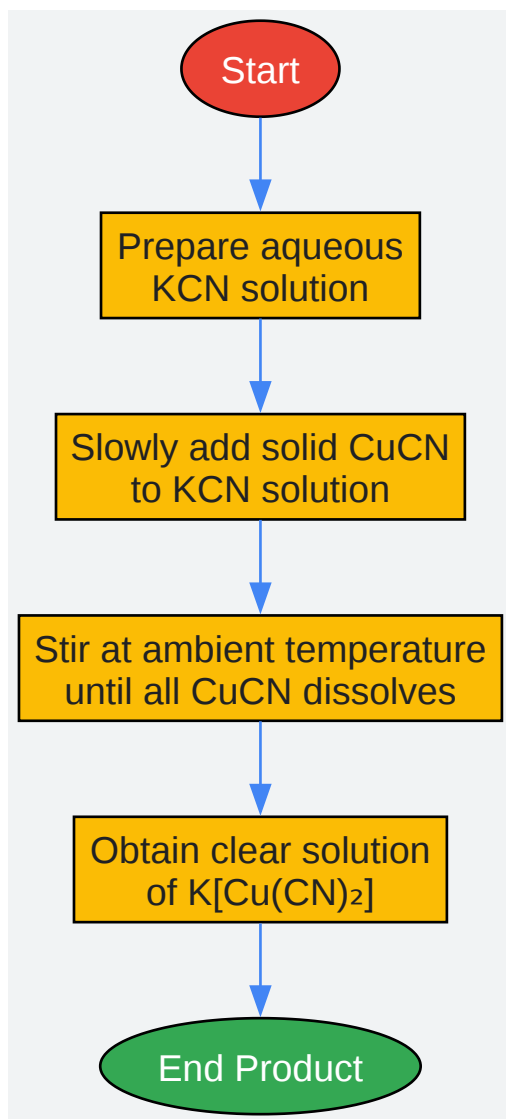 Start
Prepare aqueous
KCN solution
Slowly add solid CuCN
to KCN solution
Stir at ambient temperature
until all CuCN dissolves
Obtain clear solution
of K[Cu(CN)₂]
End Product